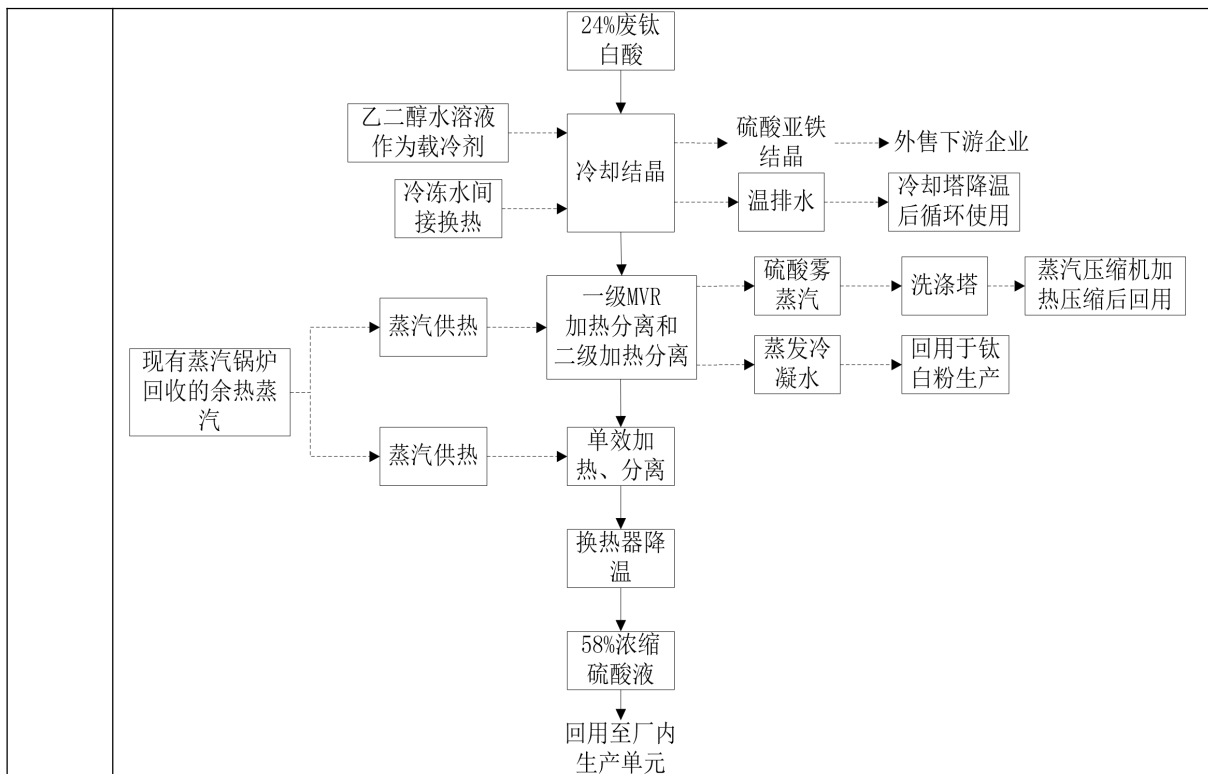 24%废钛
白酸
乙二醇水溶液
作为载冷剂
冷却结晶
硫酸亚铁
结晶
外售下游企业
冷冻水间
接换热
温排水
冷却塔降温
后循环使用
一级MVR
加热分离和
二级加热分离
硫酸雾
蒸汽
洗涤塔
蒸汽压缩机加
热压缩后回用
蒸汽供热
现有蒸汽锅炉
回收的余热蒸
汽
蒸发冷
凝水
回用于钛
白粉生产
蒸汽供热
单效加
热、分离
换热器降
温
58%浓缩
硫酸液
回用至厂内
生产单元